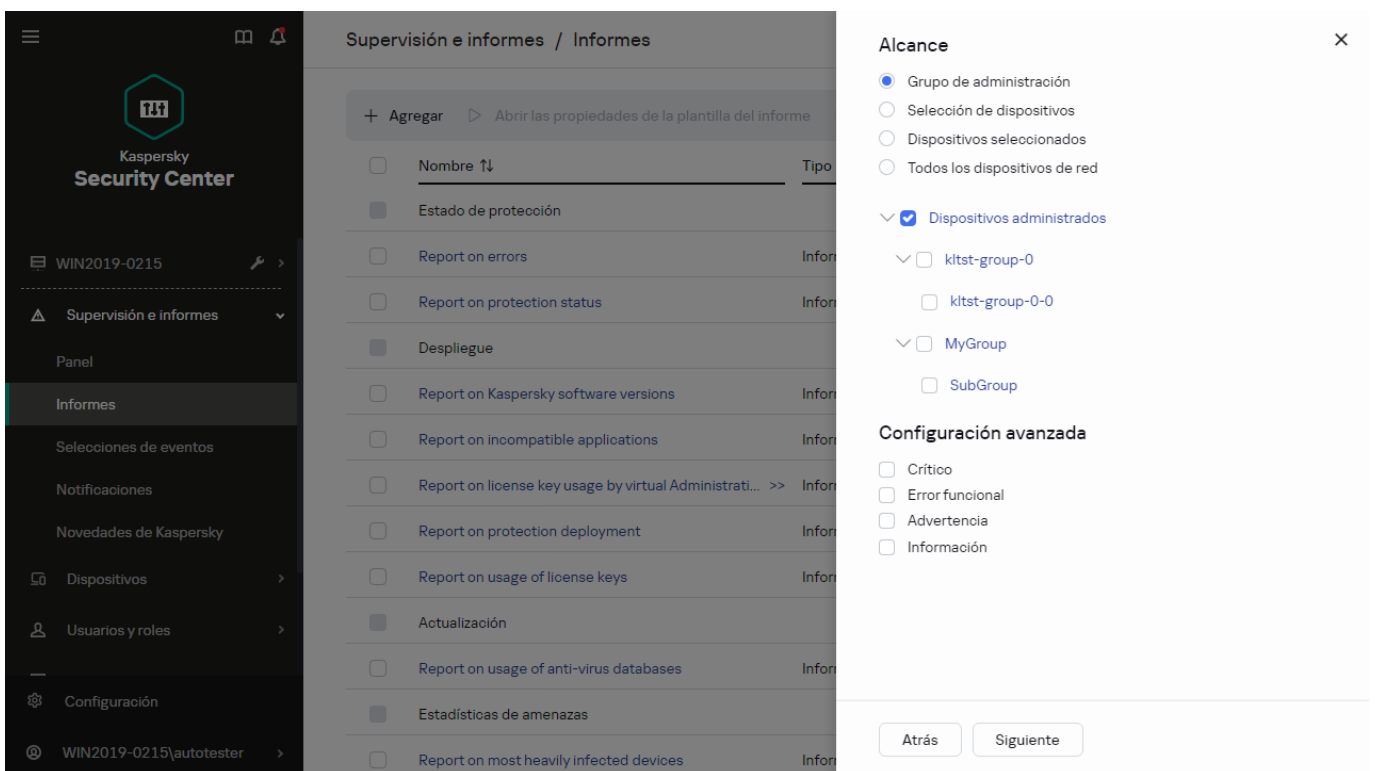 Kaspersky
Security Center
WIN2019-0215
Supervisión e informes
Panel
Informes
Selecciones de eventos
Notificaciones
Novedades de Kaspersky
Dispositivos
Usuarios y roles
Configuración
WIN2019-0215\autotester
Supervisión e informes / Informes
+ Agregar Abrir las propiedades de la plantilla del informe
Nombre Tipo
Estado de protección
Report on errors Infor
Report on protection status Infor
Despliegue
Report on Kaspersky software versions Infor
Report on incompatible applications Infor
Report on license key usage by virtual Administrati... >> Infor
Report on protection deployment Infor
Report on usage of license keys Infor
Actualización
Report on usage of anti-virus databases Infor
Estadísticas de amenazas
Report on most heavily infected devices Infor
Alcance
Grupo de administración
Selección de dispositivos
Dispositivos seleccionados
Todos los dispositivos de red
Dispositivos administrados
kltst-group-0
kltst-group-0-0
MyGroup
SubGroup
Configuración avanzada
Crítico
Error funcional
Advertencia
Información
Atrás Siguiente